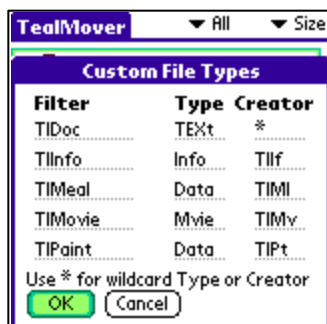 TealMover All Size
Custom File Types
Filter Type Creator
TlDoc TEXt *
TlInfo Info TlIf
TlMeal Data TlMl
TlMovie Mvie TlMv
TlPaint Data TlPt
Use * for wildcard Type or Creator
OK Cancel